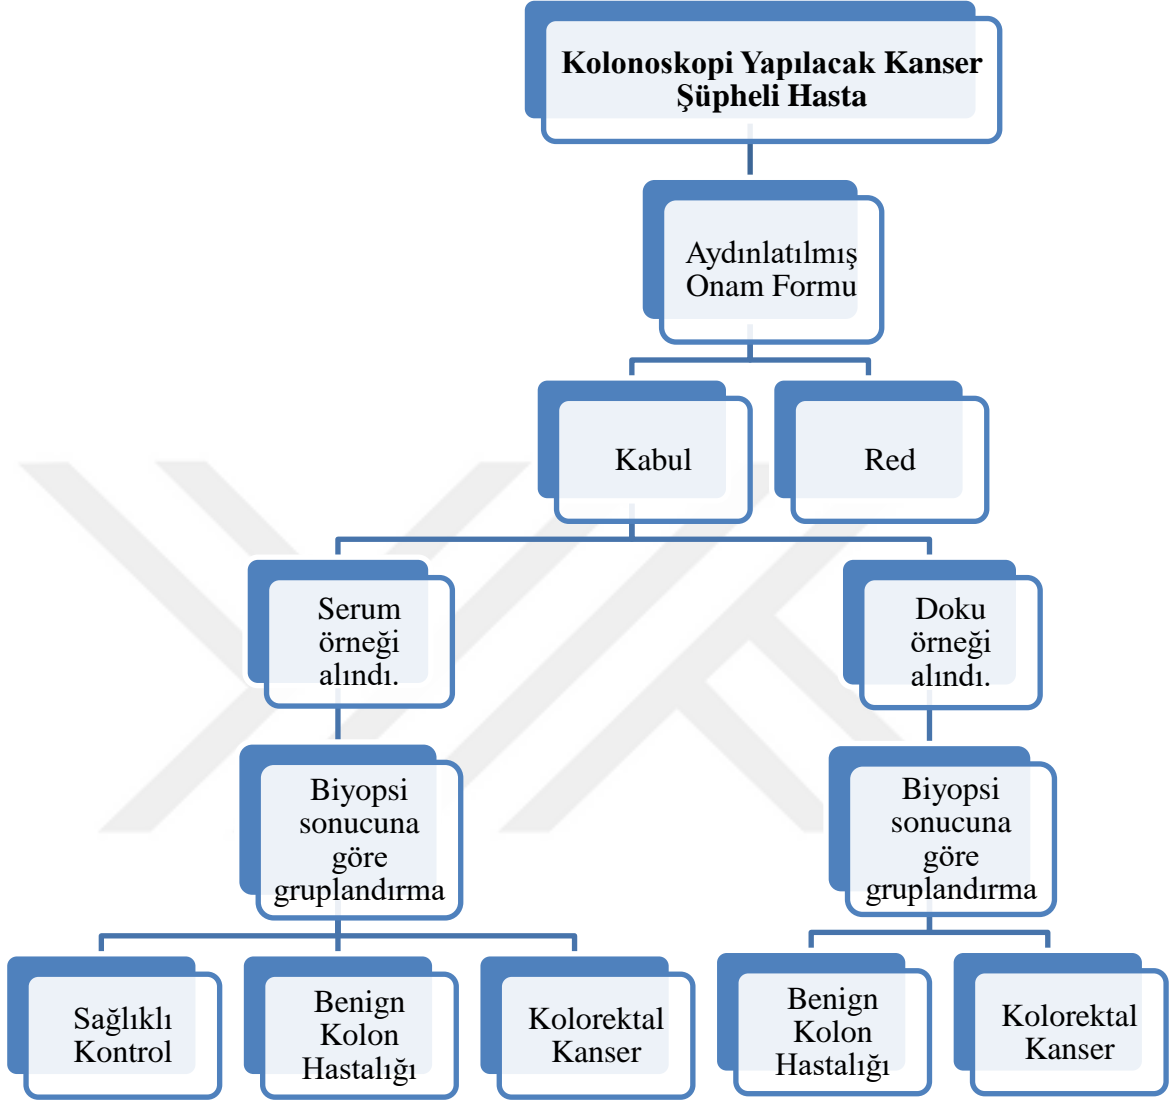 Kolonoskopi Yapılacak Kanser
Şüpheli Hasta
Aydınlatılmış
Onam Formu
Kabul
Red
Serum
örneği
alındı.
Doku
örneği
alındı.
Biyopsi
sonucuna
göre
gruplandırma
Biyopsi
sonucuna
göre
gruplandırma
Sağlıklı
Kontrol
Benign
Kolon
Hastalığı
Kolorektal
Kanser
Benign
Kolon
Hastalığı
Kolorektal
Kanser